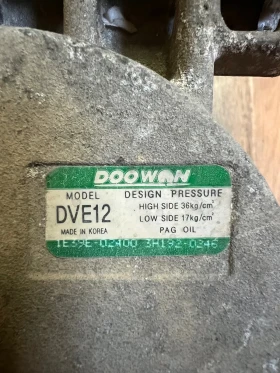 DOOWON
MODEL DESIGN PRESSURE
DVE12
HIGH SIDE 36kg/cm²
LOW SIDE 17kg/cm²
MADE IN KOREA PAG OIL
1E39E-02400 3H192-0246